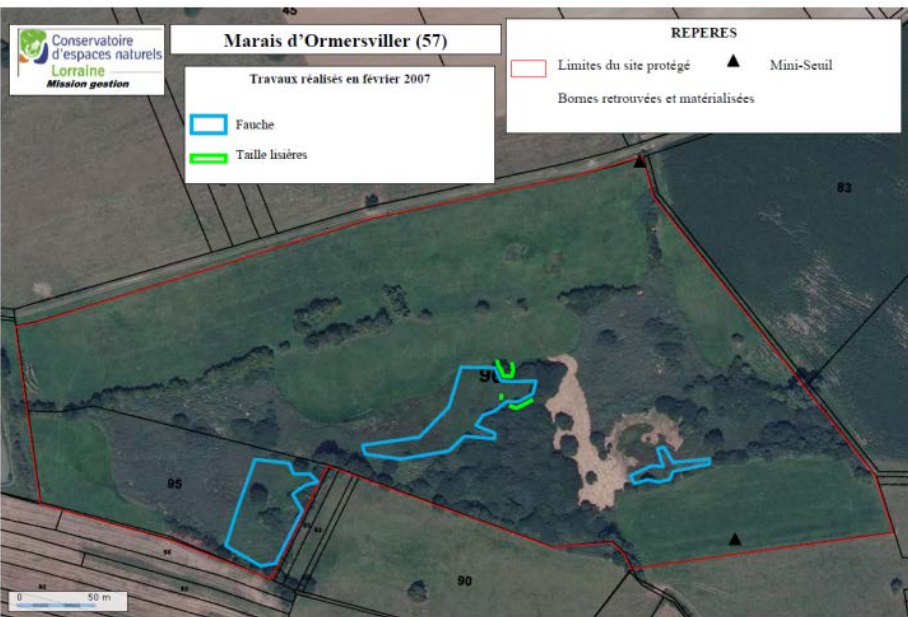 45
Conservatoire
d'espaces naturels
Lorraine
Mission gestion
Marais d'Ormersviller (57)
Travaux réalisés en février 2007
Fauche
Taille lisières
REPERES
Limites du site protégé
Mini-Seuil
Bornes retrouvées et matérialisées
83
95
90
0 50 m